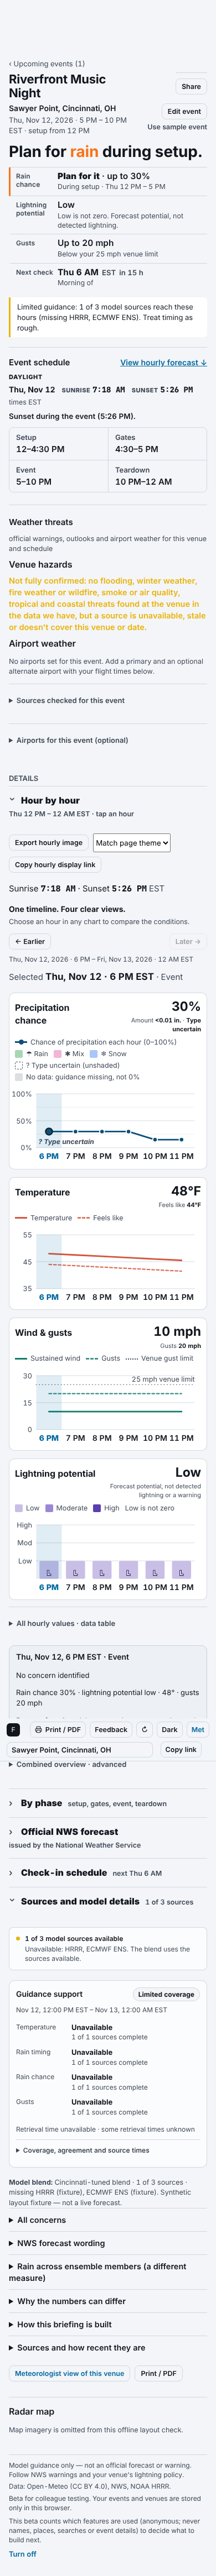 ‹ Upcoming events (1)
Riverfront Music
Night
Share
Sawyer Point, Cincinnati, OH
Thu, Nov 12, 2026 · 5 PM – 10 PM
EST · setup from 12 PM
Edit event
Use sample event
Plan for rain during setup.
Rain
chance
Plan for it · up to 30%
During setup · Thu 12 PM – 5 PM
Lightning
potential
Low
Low is not zero. Forecast potential, not
detected lightning.
Gusts
Up to 20 mph
Below your 25 mph venue limit
Next check
Thu 6 AM EST in 15 h
Morning of
Limited guidance: 1 of 3 model sources reach these
hours (missing HRRR, ECMWF ENS). Treat timing as
rough.
Event schedule
View hourly forecast ↓
DAYLIGHT
Thu, Nov 12 SUNRISE 7:18 AM SUNSET 5:26 PM
times EST
Sunset during the event (5:26 PM).
Setup
12–4:30 PM
Gates
4:30–5 PM
Event
5–10 PM
Teardown
10 PM–12 AM
Weather threats
official warnings, outlooks and airport weather for this venue
and schedule
Venue hazards
Not fully confirmed: no flooding, winter weather,
fire weather or wildfire, smoke or air quality,
tropical and coastal threats found at the venue in
the data we have, but a source is unavailable, stale
or doesn't cover this venue or date.
Airport weather
No airports set for this event. Add a primary and an optional
alternate airport with your flight times below.
▸ Sources checked for this event
▸ Airports for this event (optional)
DETAILS
Hour by hour
Thu 12 PM – 12 AM EST · tap an hour
Export hourly image
Match page theme
Copy hourly display link
Sunrise 7:18 AM · Sunset 5:26 PM EST
One timeline. Four clear views.
Choose an hour in any chart to compare the conditions.
← Earlier
Later →
Thu, Nov 12, 2026 · 6 PM – Fri, Nov 13, 2026 · 12 AM EST
Selected Thu, Nov 12 · 6 PM EST · Event
Precipitation
chance
30%
Amount <0.01 in. · Type
uncertain
Chance of precipitation each hour (0–100%)
Rain
Mix
Snow
? Type uncertain (unshaded)
No data: guidance missing, not 0%
100%
50%
0%
? Type uncertain
6 PM 7 PM 8 PM 9 PM 10 PM 11 PM
Temperature
48°F
Feels like 44°F
Temperature
Feels like
55
45
35
6 PM 7 PM 8 PM 9 PM 10 PM 11 PM
Wind & gusts
10 mph
Gusts 20 mph
Sustained wind
Gusts
Venue gust limit
30
25 mph venue limit
15
0
6 PM 7 PM 8 PM 9 PM 10 PM 11 PM
Lightning potential
Low
Forecast potential, not detected
lightning or a warning
Low
Moderate
High
Low is not zero
High
Mod
Low
L L L L L L
6 PM 7 PM 8 PM 9 PM 10 PM 11 PM
▸ All hourly values · data table
Thu, Nov 12, 6 PM EST · Event
No concern identified
Rain chance 30% · lightning potential low · 48° · gusts
20 mph
F
Print / PDF
Feedback
↻
Dark
Met
Sawyer Point, Cincinnati, OH
Copy link
▸ Combined overview · advanced
› By phase setup, gates, event, teardown
› Official NWS forecast
issued by the National Weather Service
› Check-in schedule next Thu 6 AM
Sources and model details 1 of 3 sources
1 of 3 model sources available
Unavailable: HRRR, ECMWF ENS. The blend uses the
sources available.
Guidance support
Limited coverage
Nov 12, 12:00 PM EST – Nov 13, 12:00 AM EST
Temperature
Unavailable
1 of 1 sources complete
Rain timing
Unavailable
1 of 1 sources complete
Rain chance
Unavailable
1 of 1 sources complete
Gusts
Unavailable
1 of 1 sources complete
Retrieval time unavailable · some retrieval times unknown
▸ Coverage, agreement and source times
Model blend: Cincinnati-tuned blend · 1 of 3 sources ·
missing HRRR (fixture), ECMWF ENS (fixture). Synthetic
layout fixture — not a live forecast.
▸ All concerns
▸ NWS forecast wording
▸ Rain across ensemble members (a different
measure)
▸ Why the numbers can differ
▸ How this briefing is built
▸ Sources and how recent they are
Meteorologist view of this venue
Print / PDF
Radar map
Map imagery is omitted from this offline layout check.
Model guidance only — not an official forecast or warning.
Follow NWS warnings and your venue's lightning policy.
Data: Open-Meteo (CC BY 4.0), NWS, NOAA HRRR.
Beta for colleague testing. Your events and venues are stored
only in this browser.
This beta counts which features are used (anonymous; never
names, places, searches or event details) to decide what to
build next.
Turn off